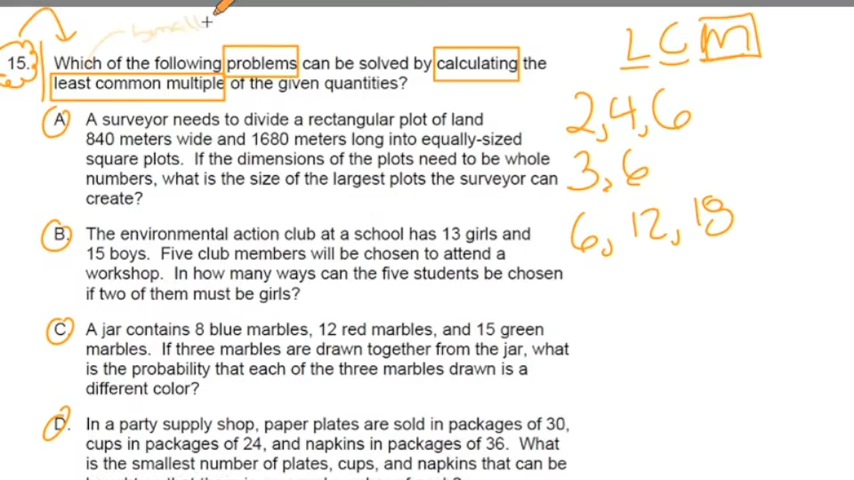 small
L C M
15. Which of the following problems can be solved by calculating the
least common multiple of the given quantities?
A. A surveyor needs to divide a rectangular plot of land
840 meters wide and 1680 meters long into equally-sized
square plots. If the dimensions of the plots need to be whole
numbers, what is the size of the largest plots the surveyor can
create?
2, 4, 6
3, 6
6, 12, 18
B. The environmental action club at a school has 13 girls and
15 boys. Five club members will be chosen to attend a
workshop. In how many ways can the five students be chosen
if two of them must be girls?
C. A jar contains 8 blue marbles, 12 red marbles, and 15 green
marbles. If three marbles are drawn together from the jar, what
is the probability that each of the three marbles drawn is a
different color?
D. In a party supply shop, paper plates are sold in packages of 30,
cups in packages of 24, and napkins in packages of 36. What
is the smallest number of plates, cups, and napkins that can be